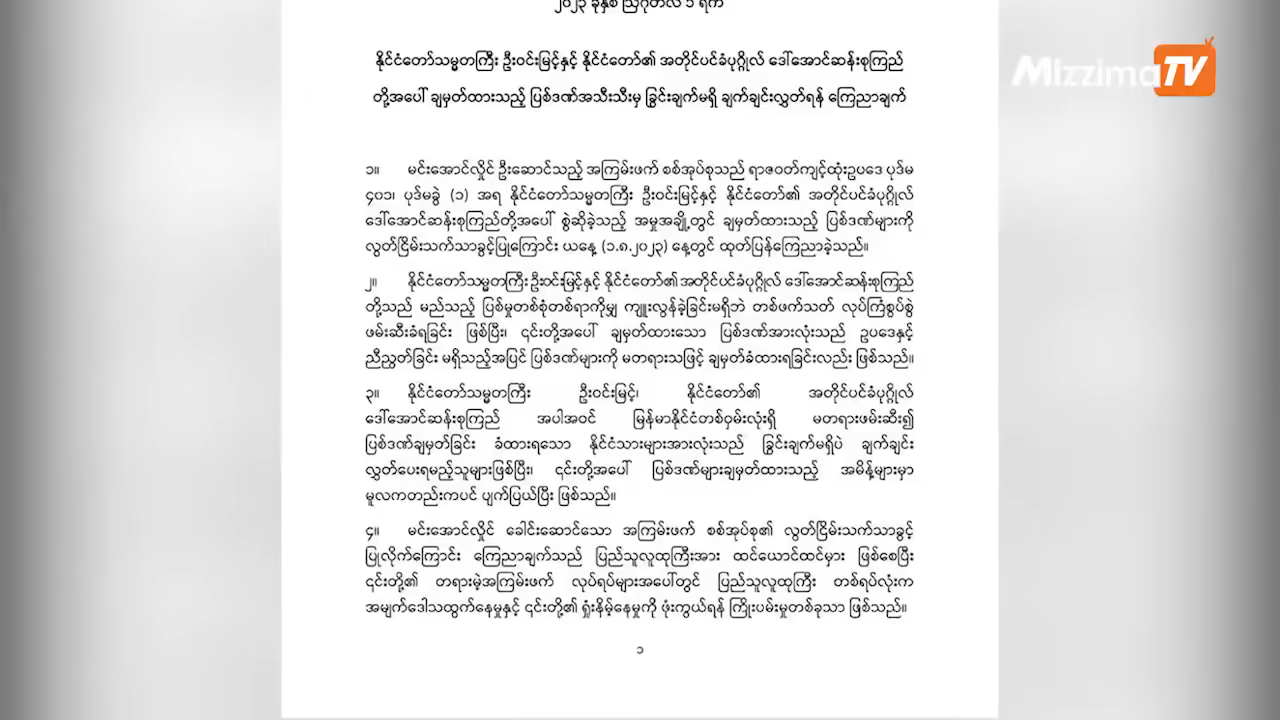 ၂၀၂၃ ခုနှစ် ဩဂုတ်လ ၁ ရက်
Mizzima TV
နိုင်ငံတော်သမ္မတကြီး ဦးဝင်းမြင့်နှင့် နိုင်ငံတော်၏ အတိုင်ပင်ခံပုဂ္ဂိုလ် ဒေါ်အောင်ဆန်းစုကြည်
တို့အပေါ် ချမှတ်ထားသည့် ပြစ်ဒဏ်အသီးသီးမှ ခြွင်းချက်မရှိ ချက်ချင်းလွှတ်ရန် ကြေညာချက်
၁။ မင်းအောင်လှိုင် ဦးဆောင်သည့် အကြမ်းဖက် စစ်အုပ်စုသည် ရာဇဝတ်ကျင့်ထုံးဥပဒေ ပုဒ်မ
၄၀၁၊ ပုဒ်မခွဲ (၁) အရ နိုင်ငံတော်သမ္မတကြီး ဦးဝင်းမြင့်နှင့် နိုင်ငံတော်၏ အတိုင်ပင်ခံပုဂ္ဂိုလ်
ဒေါ်အောင်ဆန်းစုကြည်တို့အပေါ် စွဲဆိုခဲ့သည့် အမှုအချို့တွင် ချမှတ်ထားသည့် ပြစ်ဒဏ်များကို
လွတ်ငြိမ်းသက်သာခွင့်ပြုကြောင်း ယနေ့ (၁.၈.၂၀၂၃) နေ့တွင် ထုတ်ပြန်ကြေညာခဲ့သည်။
၂။ နိုင်ငံတော်သမ္မတကြီး ဦးဝင်းမြင့်နှင့် နိုင်ငံတော်၏ အတိုင်ပင်ခံပုဂ္ဂိုလ် ဒေါ်အောင်ဆန်းစုကြည်
တို့သည် မည်သည့် ပြစ်မှုတစ်စုံတစ်ရာကိုမျှ ကျူးလွန်ခဲ့ခြင်းမရှိဘဲ တစ်ဖက်သတ် လုပ်ကြံစွပ်စွဲ
ဖမ်းဆီးခံရခြင်း ဖြစ်ပြီး၊ ၎င်းတို့အပေါ် ချမှတ်ထားသော ပြစ်ဒဏ်အားလုံးသည် ဥပဒေနှင့်
ညီညွတ်ခြင်း မရှိသည့်အပြင် ပြစ်ဒဏ်များကို မတရားသဖြင့် ချမှတ်ခံထားရခြင်းလည်း ဖြစ်သည်။
၃။ နိုင်ငံတော်သမ္မတကြီး ဦးဝင်းမြင့်၊ နိုင်ငံတော်၏ အတိုင်ပင်ခံပုဂ္ဂိုလ်
ဒေါ်အောင်ဆန်းစုကြည် အပါအဝင် မြန်မာနိုင်ငံတစ်ဝှမ်းလုံးရှိ မတရားဖမ်းဆီး၍
ပြစ်ဒဏ်ချမှတ်ခြင်း ခံထားရသော နိုင်ငံသားများအားလုံးသည် ခြွင်းချက်မရှိပဲ ချက်ချင်း
လွှတ်ပေးရမည့်သူများဖြစ်ပြီး၊ ၎င်းတို့အပေါ် ပြစ်ဒဏ်များချမှတ်ထားသည့် အမိန့်များမှာ
မူလကတည်းကပင် ပျက်ပြယ်ပြီး ဖြစ်သည်။
၄။ မင်းအောင်လှိုင် ခေါင်းဆောင်သော အကြမ်းဖက် စစ်အုပ်စု၏ လွတ်ငြိမ်းသက်သာခွင့်
ပြုလိုက်ကြောင်း ကြေညာချက်သည် ပြည်သူလူထုကြီးအား ထင်ယောင်ထင်မှား ဖြစ်စေပြီး
၎င်းတို့၏ တရားမဲ့အကြမ်းဖက် လုပ်ရပ်များအပေါ်တွင် ပြည်သူလူထုကြီး တစ်ရပ်လုံးက
အမျက်ဒေါသထွက်နေမှုနှင့် ၎င်းတို့၏ ရှုံးနိမ့်နေမှုကို ဖုံးကွယ်ရန် ကြိုးပမ်းမှုတစ်ခုသာ ဖြစ်သည်။
၁